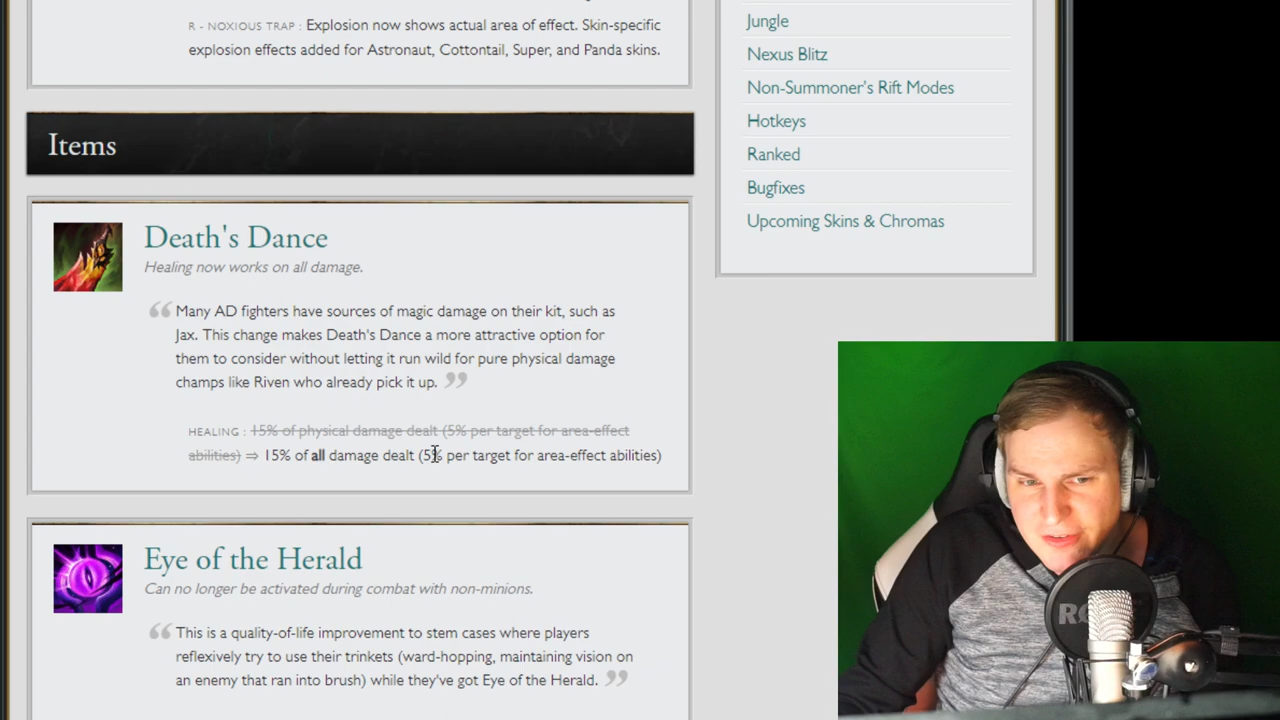 R - NOXIOUS TRAP : Explosion now shows actual area of effect. Skin-specific
explosion effects added for Astronaut, Cottontail, Super, and Panda skins.
Items
Death's Dance
Healing now works on all damage.
“ Many AD fighters have sources of magic damage on their kit, such as
Jax. This change makes Death's Dance a more attractive option for
them to consider without letting it run wild for pure physical damage
champs like Riven who already pick it up. ”
HEALING : 15% of physical damage dealt (5% per target for area-effect
abilities) ⇒ 15% of all damage dealt (5% per target for area-effect abilities)
Eye of the Herald
Can no longer be activated during combat with non-minions.
“ This is a quality-of-life improvement to stem cases where players
reflexively try to use their trinkets (ward-hopping, maintaining vision on
an enemy that ran into brush) while they've got Eye of the Herald. ”
Jungle
Nexus Blitz
Non-Summoner's Rift Modes
Hotkeys
Ranked
Bugfixes
Upcoming Skins & Chromas